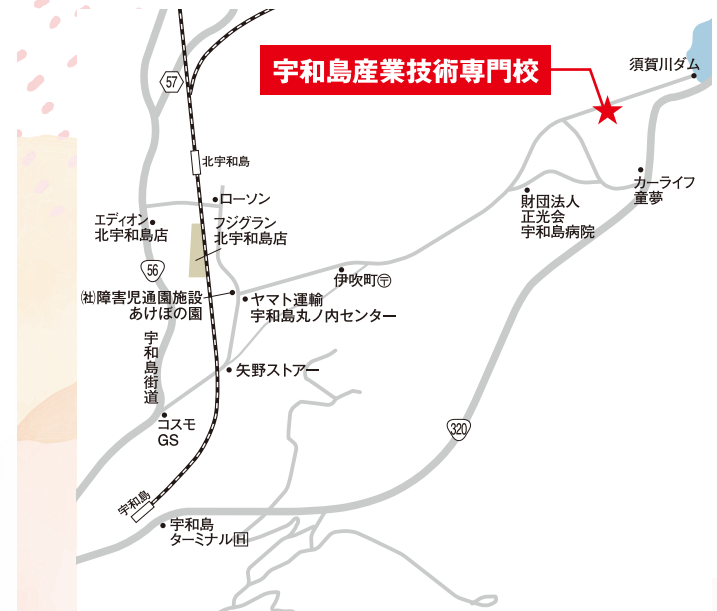 宇和島産業技術専門校
須賀川ダム
57
北宇和島
ローソン
エディオン
北宇和島店
フジグラン
北宇和島店
カーライフ
童夢
財団法人
正光会
宇和島病院
56
伊吹町〶
㈳障害児通園施設
あけぼの園
ヤマト運輸
宇和島丸ノ内センター
宇和島街道
矢野ストアー
コスモ
GS
320
宇和島
宇和島
ターミナルH